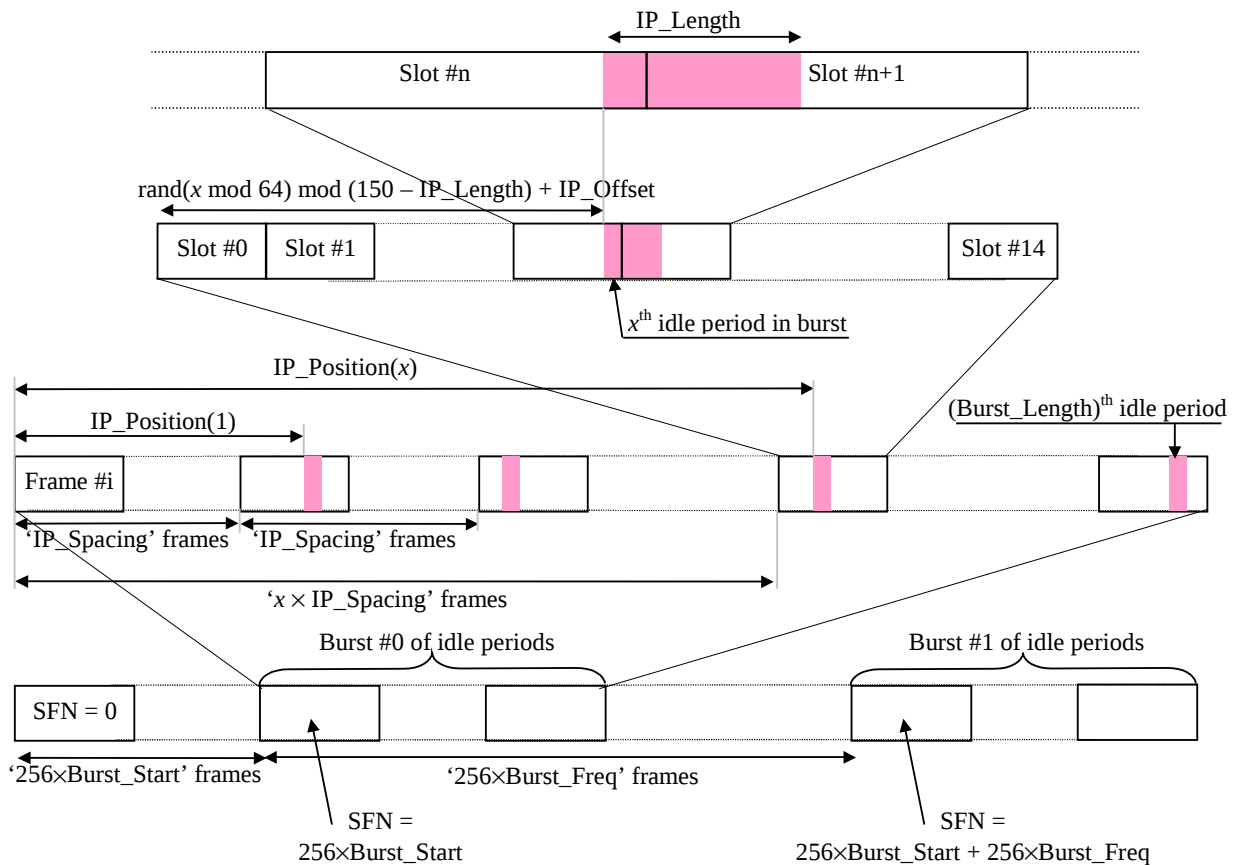 IP_Length
Slot #n
Slot #n+1
rand(x mod 64) mod (150 – IP_Length) + IP_Offset
Slot #0
Slot #1
Slot #14
xth idle period in burst
IP_Position(x)
IP_Position(1)
(Burst_Length)th idle period
Frame #i
‘IP_Spacing’ frames
‘IP_Spacing’ frames
‘x × IP_Spacing’ frames
Burst #0 of idle periods
Burst #1 of idle periods
SFN = 0
‘256×Burst_Start’ frames
‘256×Burst_Freq’ frames
SFN =
256×Burst_Start
SFN =
256×Burst_Start + 256×Burst_Freq